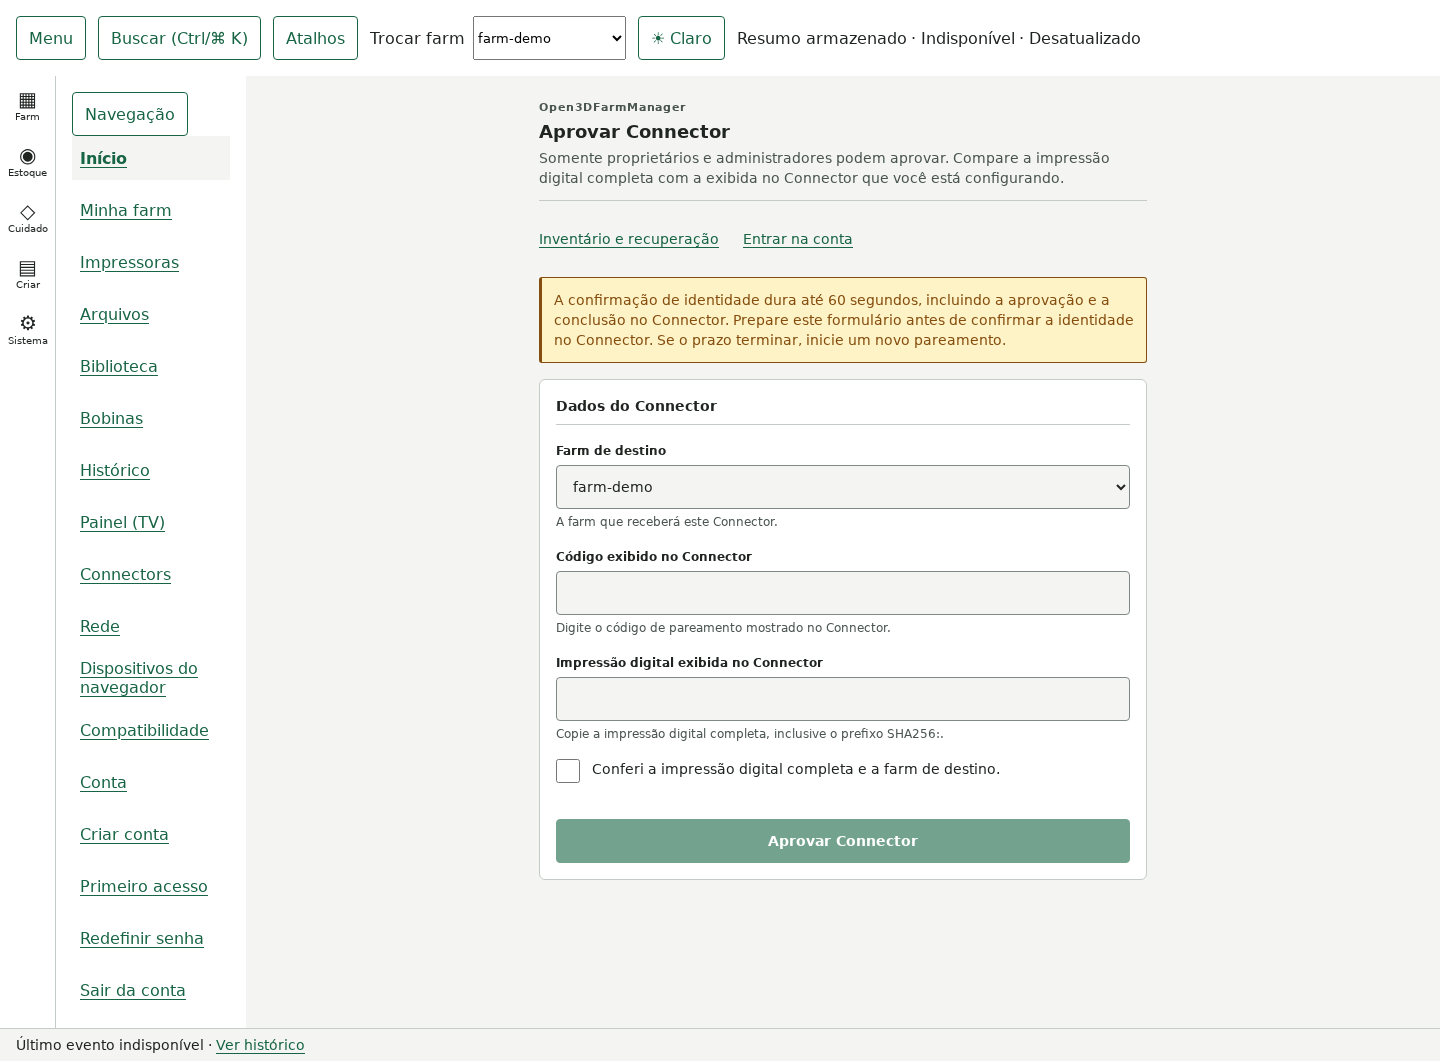 Menu
Buscar (Ctrl/⌘ K)
Atalhos
Trocar farm
farm-demo
☀ Claro
Resumo armazenado · Indisponível · Desatualizado
Farm
Estoque
Cuidado
Criar
Sistema
Navegação
Início
Minha farm
Impressoras
Arquivos
Biblioteca
Bobinas
Histórico
Painel (TV)
Connectors
Rede
Dispositivos do
navegador
Compatibilidade
Conta
Criar conta
Primeiro acesso
Redefinir senha
Sair da conta
Open3DFarmManager
Aprovar Connector
Somente proprietários e administradores podem aprovar. Compare a impressão
digital completa com a exibida no Connector que você está configurando.
Inventário e recuperação
Entrar na conta
A confirmação de identidade dura até 60 segundos, incluindo a aprovação e a
conclusão no Connector. Prepare este formulário antes de confirmar a identidade
no Connector. Se o prazo terminar, inicie um novo pareamento.
Dados do Connector
Farm de destino
farm-demo
A farm que receberá este Connector.
Código exibido no Connector
Digite o código de pareamento mostrado no Connector.
Impressão digital exibida no Connector
Copie a impressão digital completa, inclusive o prefixo SHA256:.
Conferi a impressão digital completa e a farm de destino.
Aprovar Connector
Último evento indisponível · Ver histórico